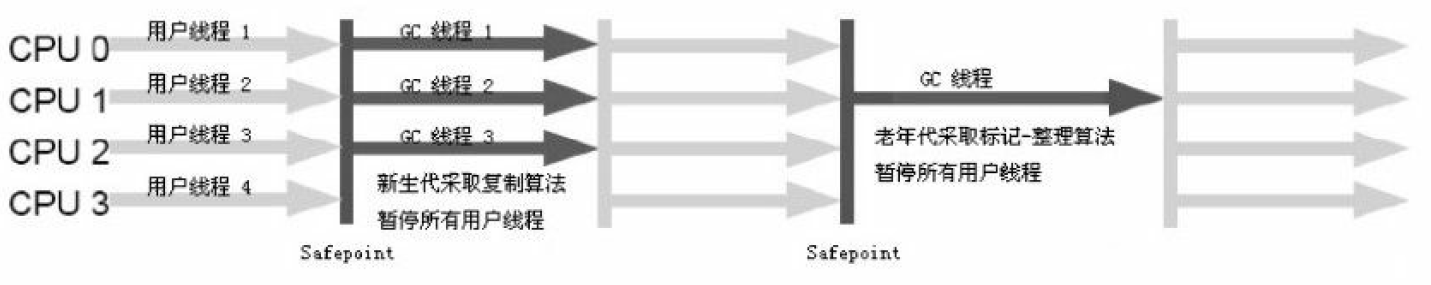 CPU 0
用户线程 1
GC 线程 1
CPU 1
用户线程 2
GC 线程 2
GC 线程
CPU 2
用户线程 3
GC 线程 3
老年代采取标记-整理算法
暂停所有用户线程
CPU 3
用户线程 4
新生代采取复制算法
暂停所有用户线程
Safepoint
Safepoint